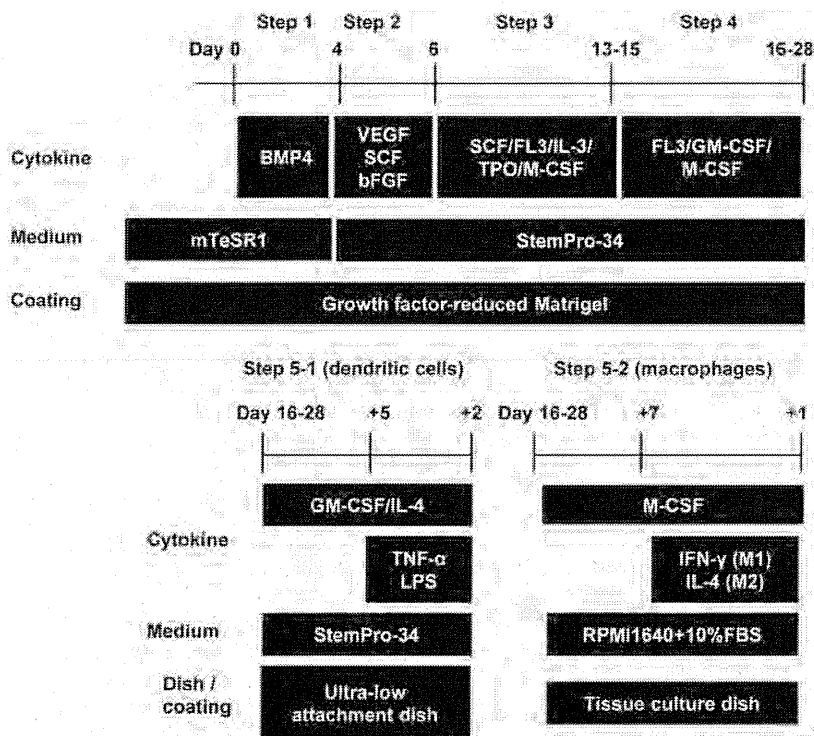 Step 1 Step 2 Step 3 Step 4
Day 0 4 6 13-15 16-28
Cytokine
BMP4
VEGF
SCF
bFGF
SCF/FL3/IL-3/
TPO/M-CSF
FL3/GM-CSF/
M-CSF
Medium mTeSR1 StemPro-34
Coating Growth factor-reduced Matrigel
Step 5-1 (dendritic cells) Step 5-2 (macrophages)
Day 16-28 +5 +2 Day 16-28 +7 +1
GM-CSF/IL-4 M-CSF
Cytokine
TNF-α
LPS
IFN-γ (M1)
IL-4 (M2)
Medium StemPro-34 RPMI1640+10%FBS
Dish /
coating
Ultra-low
attachment dish
Tissue culture dish